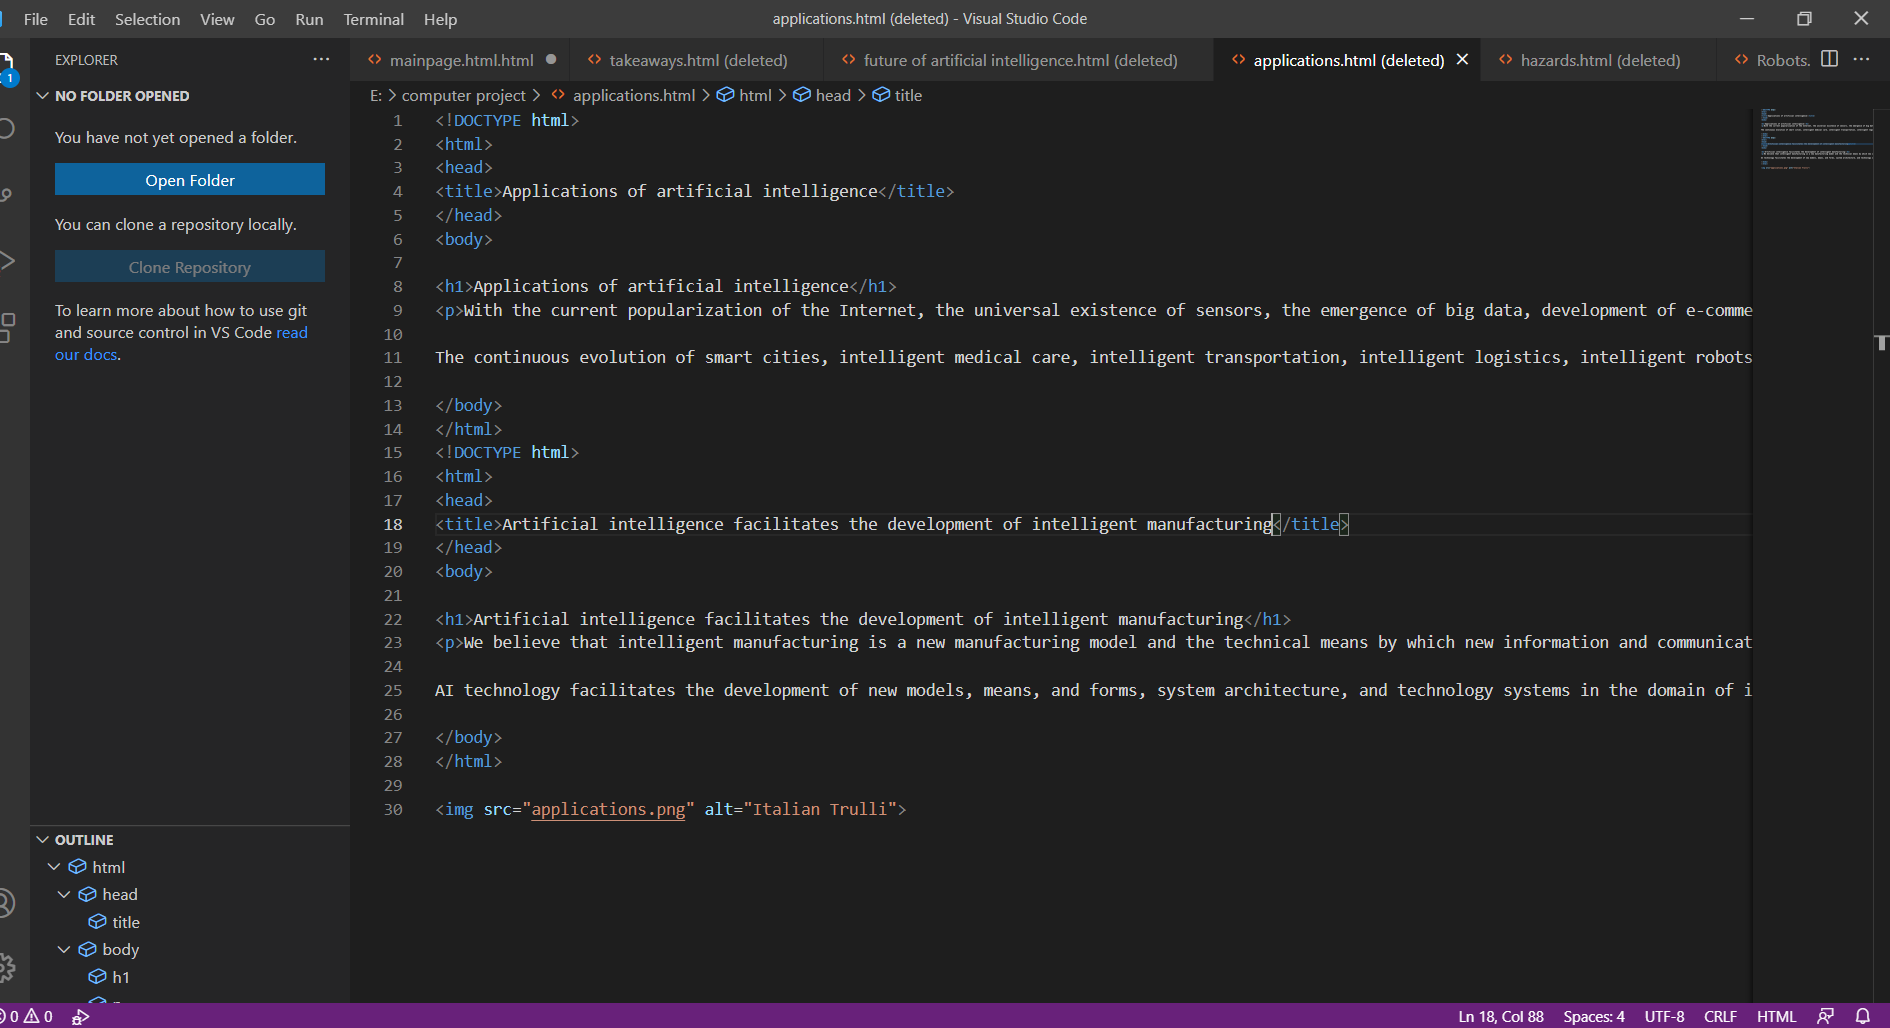 File Edit Selection View Go Run Terminal Help
applications.html (deleted) - Visual Studio Code
EXPLORER
mainpage.html.html
takeaways.html (deleted)
future of artificial intelligence.html (deleted)
applications.html (deleted)
hazards.html (deleted)
Robots.
1
NO FOLDER OPENED
You have not yet opened a folder.
Open Folder
You can clone a repository locally.
Clone Repository
To learn more about how to use git
and source control in VS Code read
our docs.
E: > computer project > applications.html > html > head > title
1 <!DOCTYPE html>
2 <html>
3 <head>
4 <title>Applications of artificial intelligence</title>
5 </head>
6 <body>
7
8 <h1>Applications of artificial intelligence</h1>
9 <p>With the current popularization of the Internet, the universal existence of sensors, the emergence of big data, development of e-comme
10
11 The continuous evolution of smart cities, intelligent medical care, intelligent transportation, intelligent logistics, intelligent robots
12
13 </body>
14 </html>
15 <!DOCTYPE html>
16 <html>
17 <head>
18 <title>Artificial intelligence facilitates the development of intelligent manufacturing</title>
19 </head>
20 <body>
21
22 <h1>Artificial intelligence facilitates the development of intelligent manufacturing</h1>
23 <p>We believe that intelligent manufacturing is a new manufacturing model and the technical means by which new information and communicat
24
25 AI technology facilitates the development of new models, means, and forms, system architecture, and technology systems in the domain of i
26
27 </body>
28 </html>
29
30 <img src="applications.png" alt="Italian Trulli">
OUTLINE
html
head
title
body
h1
0 0
Ln 18, Col 88 Spaces: 4 UTF-8 CRLF HTML